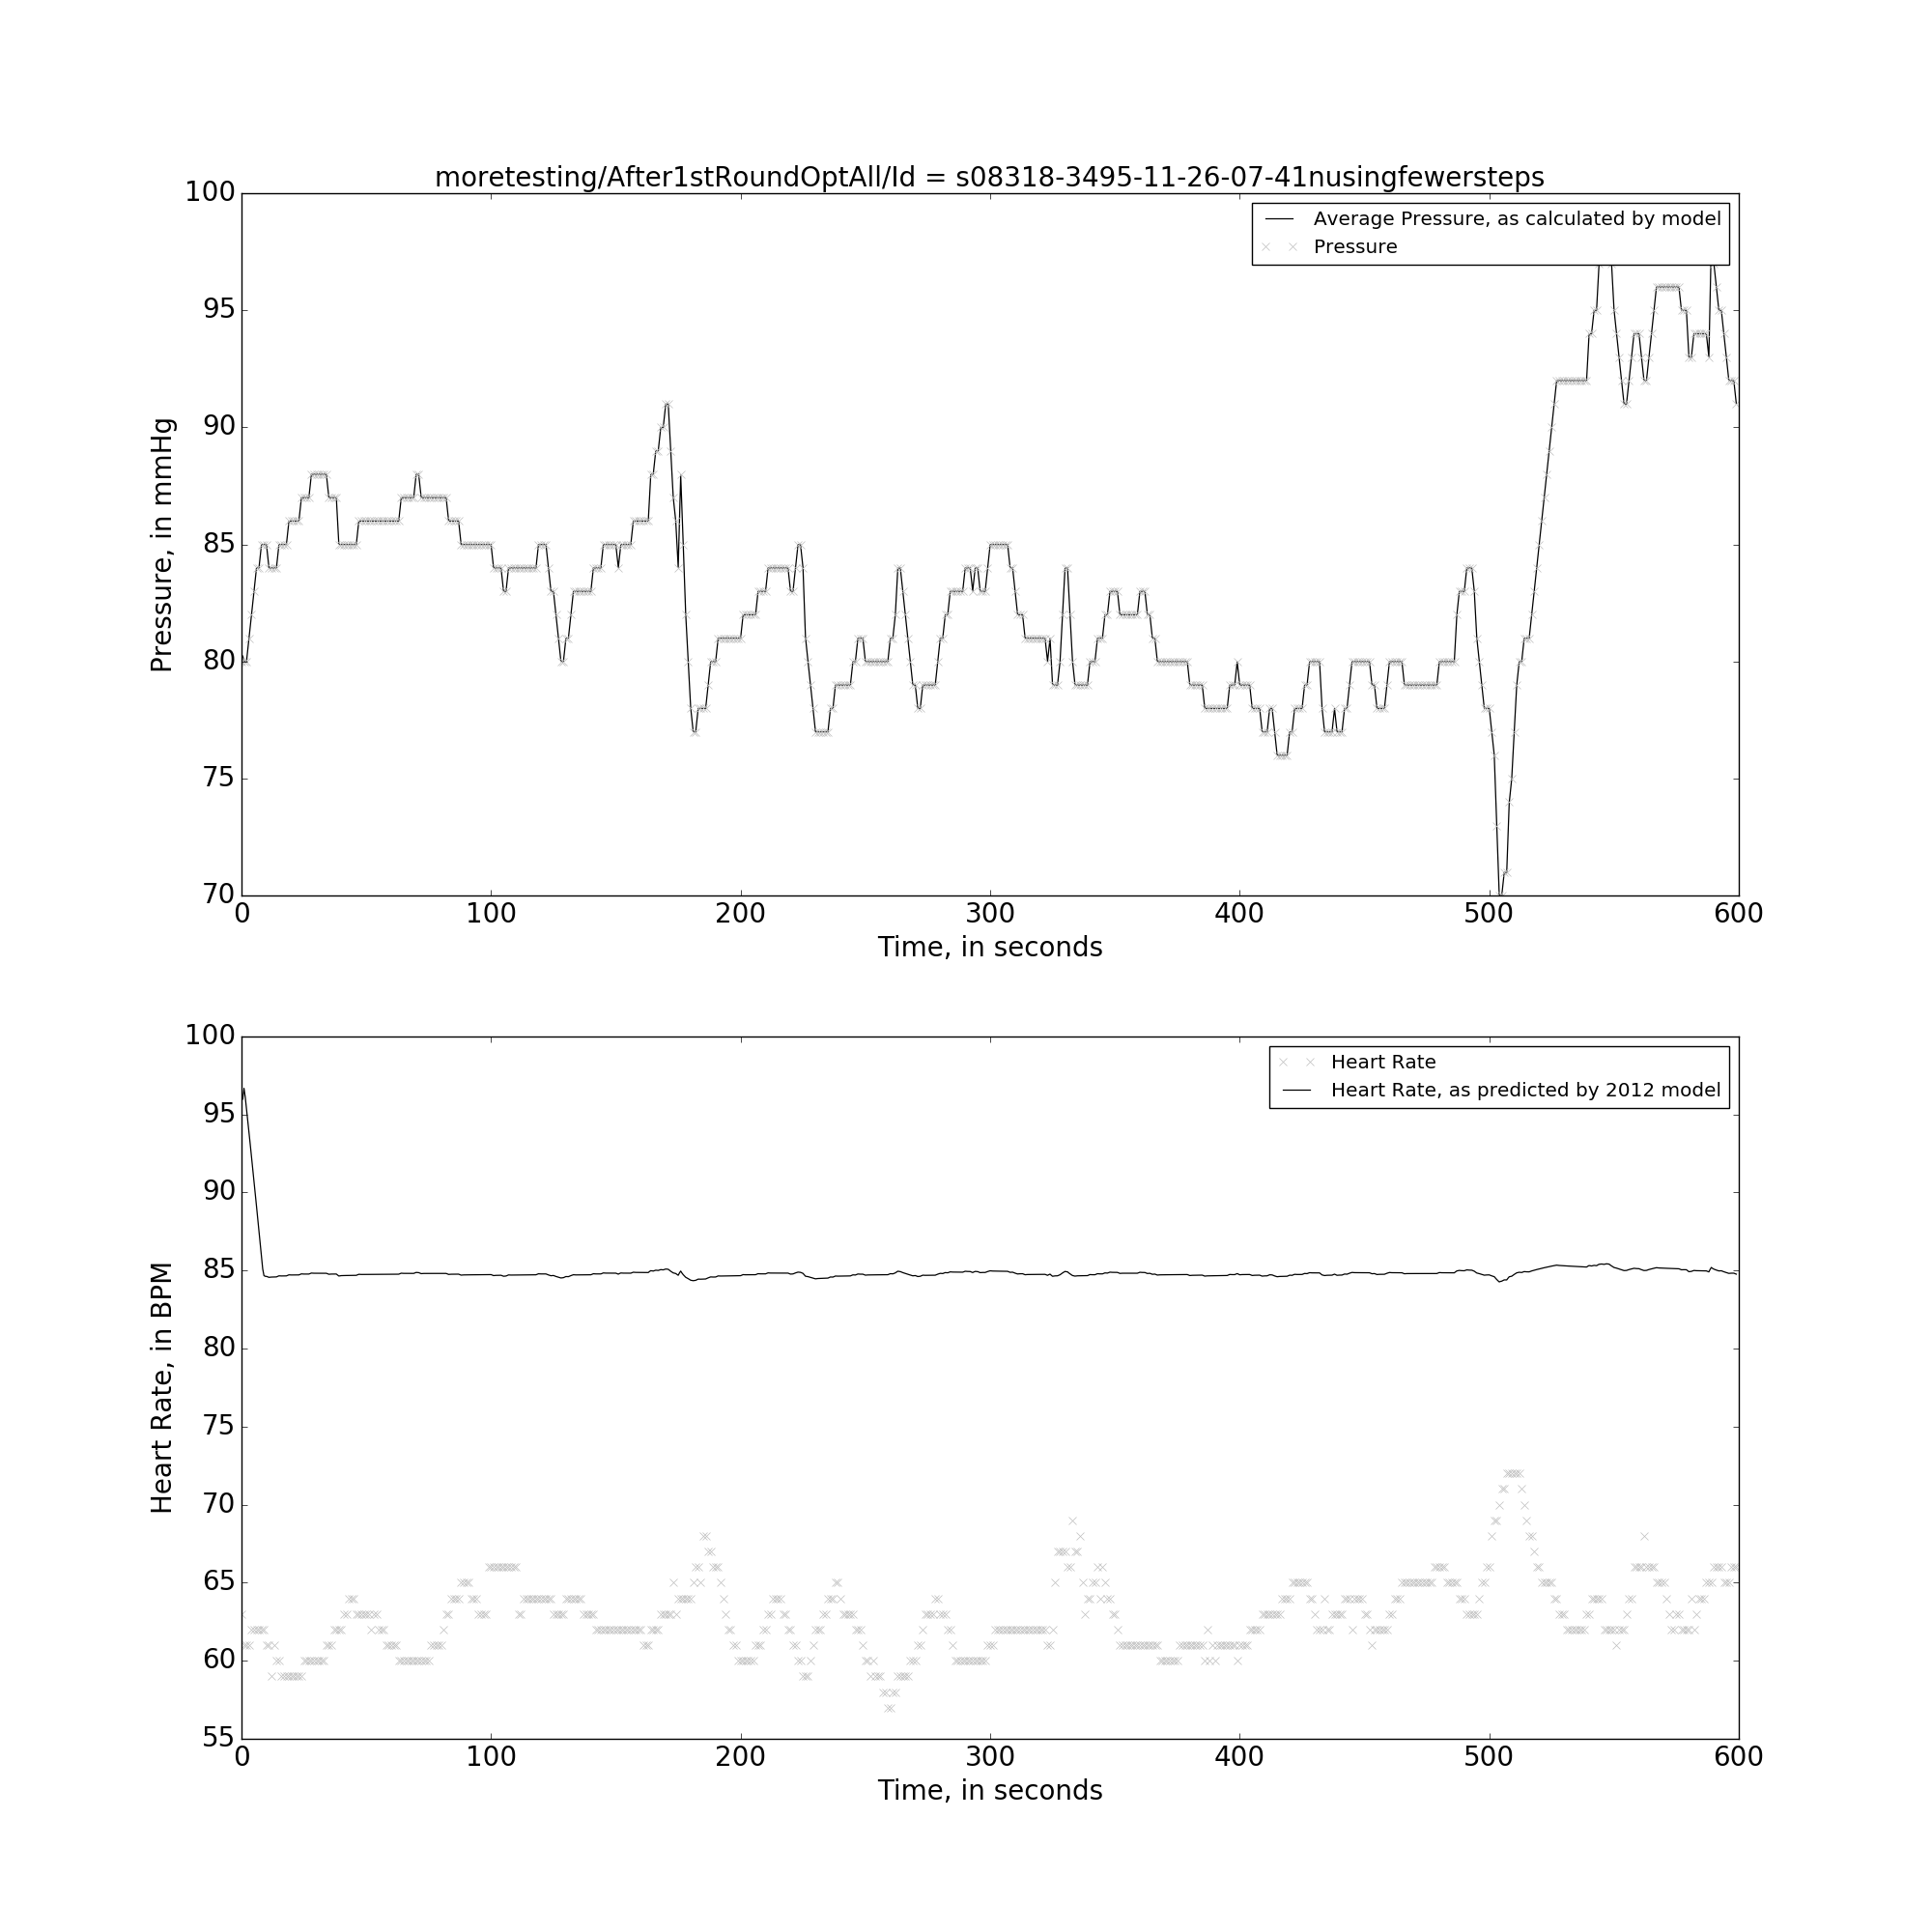 moretesting/After1stRoundOptAll/Id = s08318-3495-11-26-07-41nusingfewersteps
100
95
90
85
80
75
70
Pressure, in mmHg
Average Pressure, as calculated by model
Pressure
0 100 200 300 400 500 600
Time, in seconds
100
95
90
85
80
75
70
65
60
55
Heart Rate, in BPM
Heart Rate
Heart Rate, as predicted by 2012 model
0 100 200 300 400 500 600
Time, in seconds